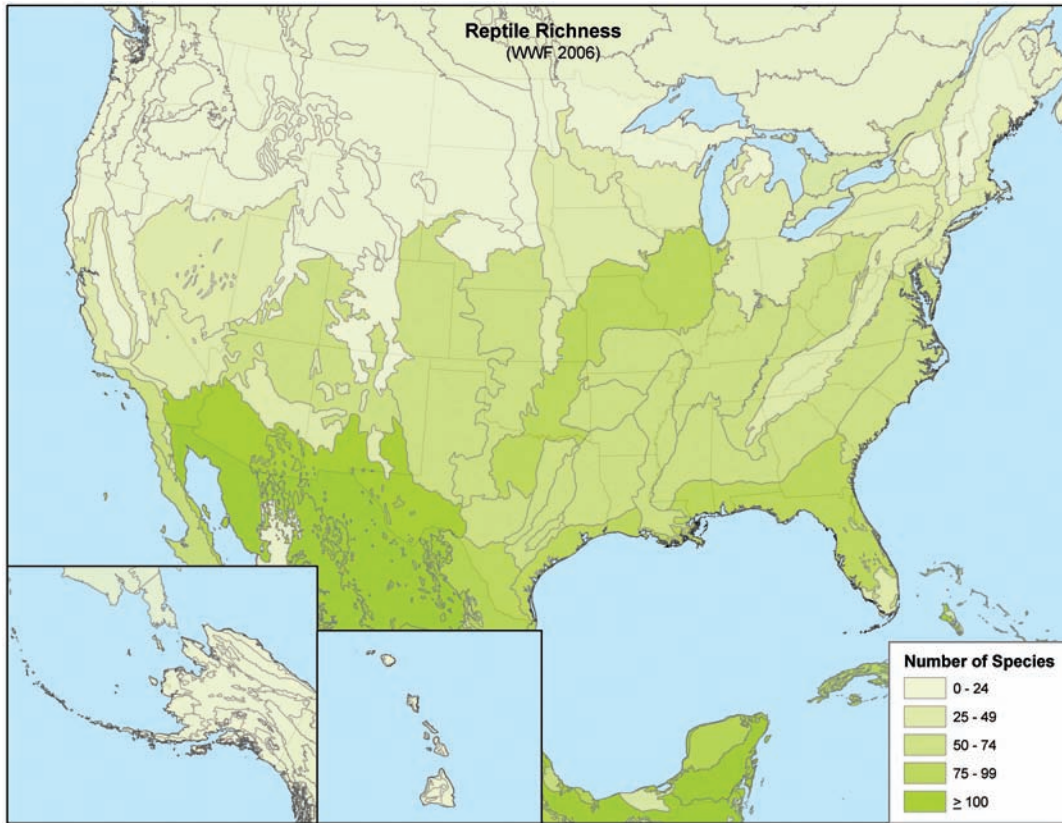 Reptile Richness
(WWF 2006)
Number of Species
0 - 24
25 - 49
50 - 74
75 - 99
≥ 100